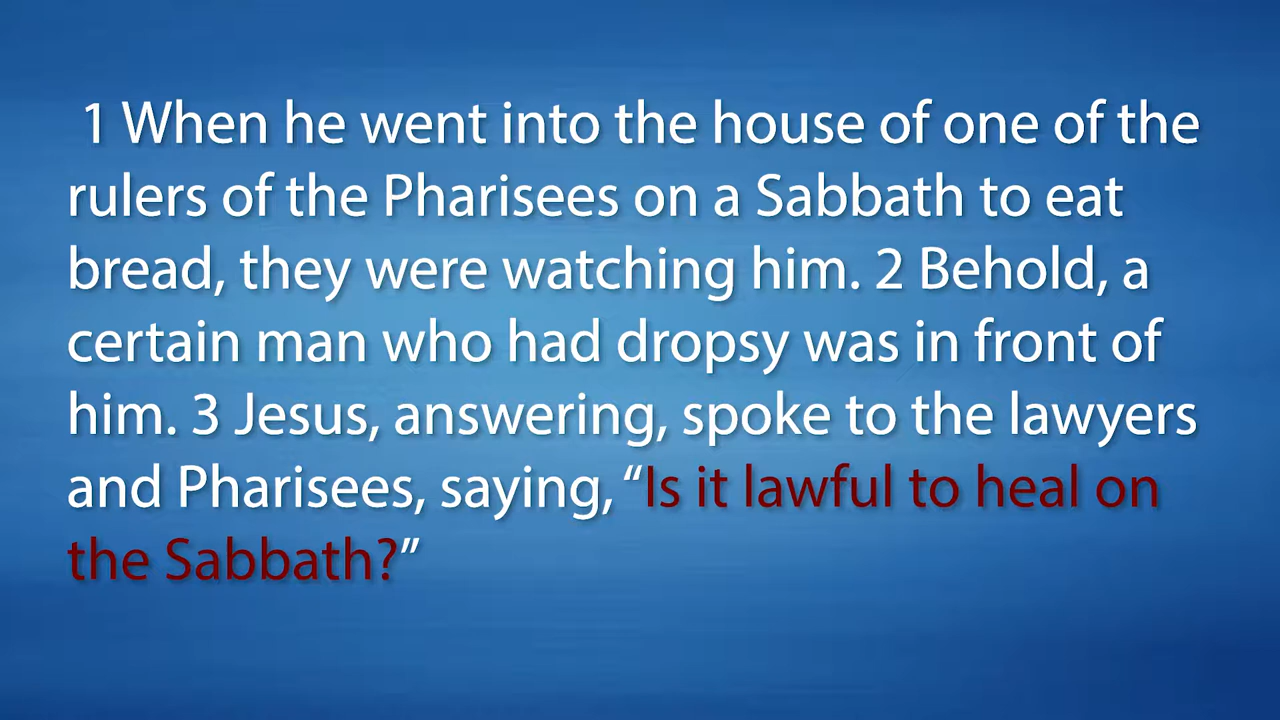 1 When he went into the house of one of the
rulers of the Pharisees on a Sabbath to eat
bread, they were watching him. 2 Behold, a
certain man who had dropsy was in front of
him. 3 Jesus, answering, spoke to the lawyers
and Pharisees, saying, “Is it lawful to heal on
the Sabbath?”